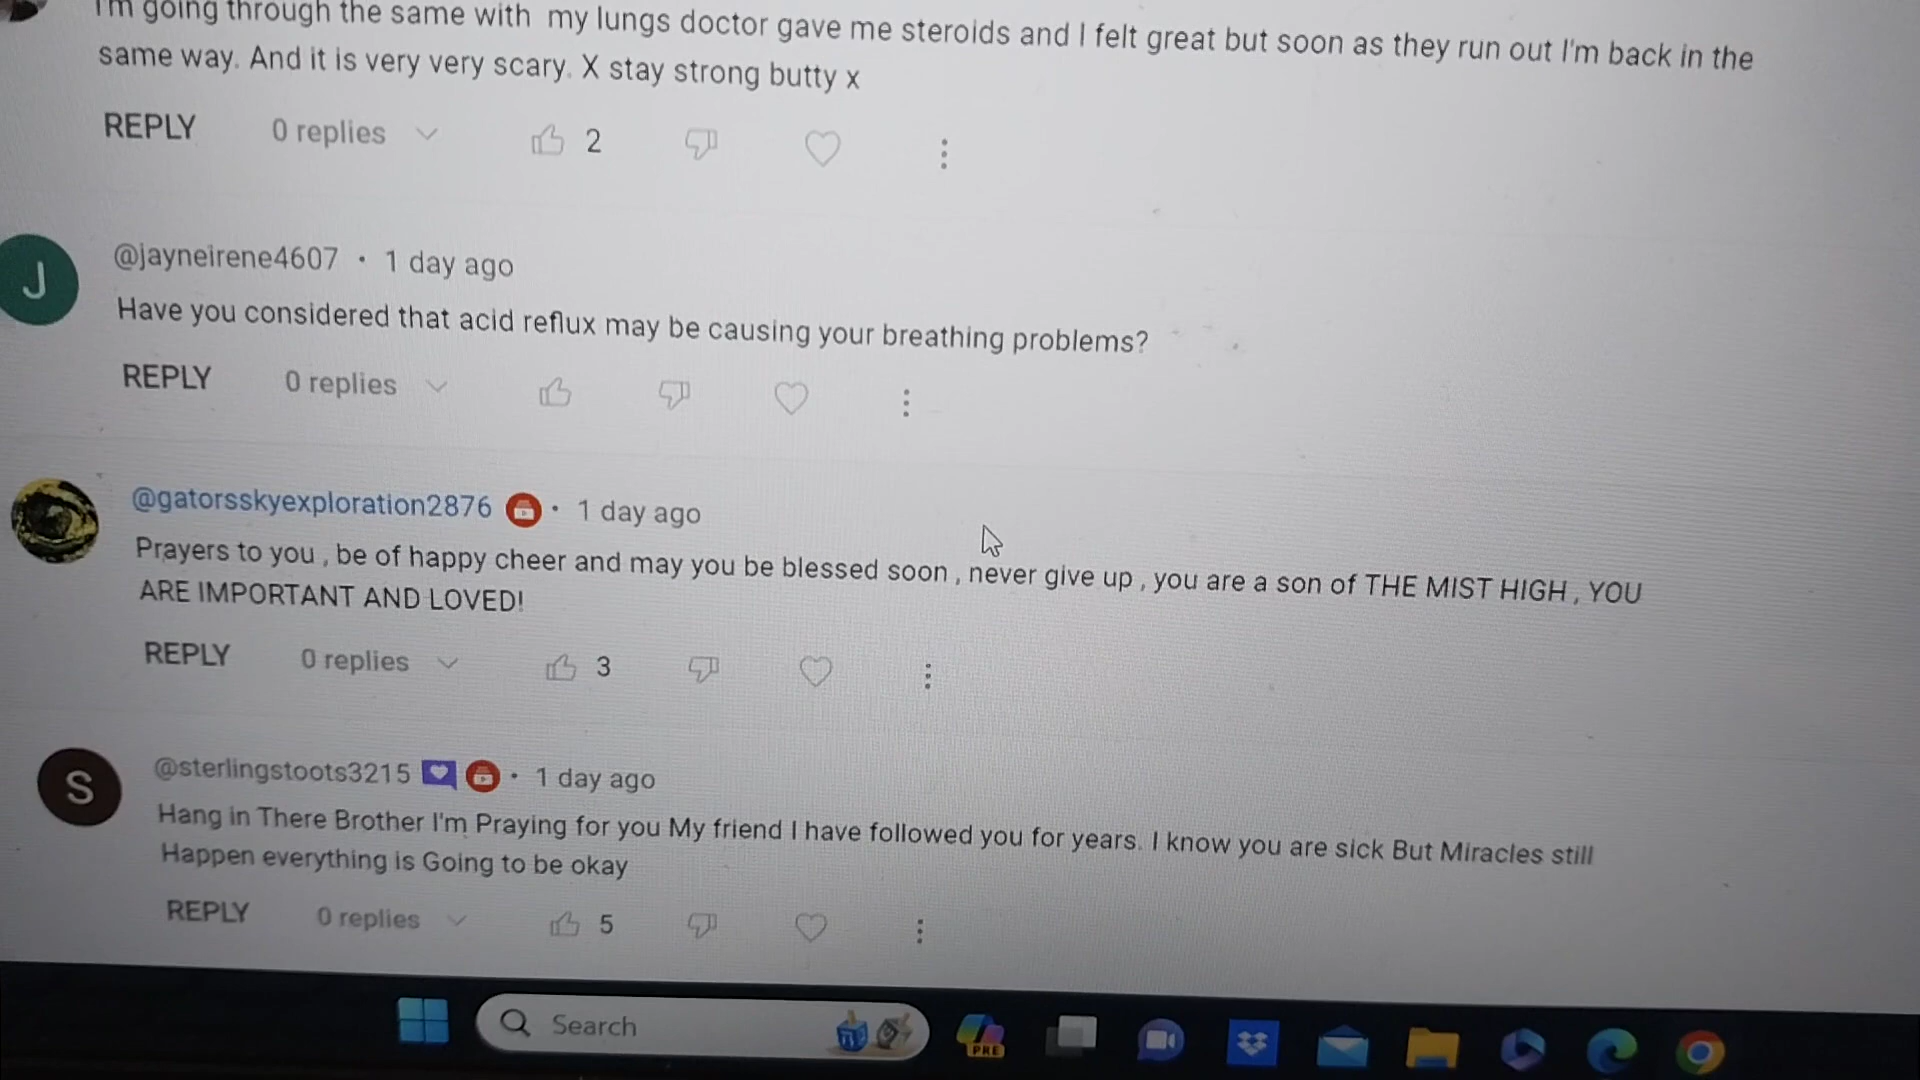 I'm going through the same with my lungs doctor gave me steroids and I felt great but soon as they run out I'm back in the
same way. And it is very very scary. X stay strong butty x
REPLY 0 replies 2
J
@jayneirene4607 · 1 day ago
Have you considered that acid reflux may be causing your breathing problems?
REPLY 0 replies
@gatorsskyexploration2876 · 1 day ago
Prayers to you , be of happy cheer and may you be blessed soon , never give up , you are a son of THE MIST HIGH , YOU
ARE IMPORTANT AND LOVED!
REPLY 0 replies 3
S
@sterlingstoots3215 · 1 day ago
Hang in There Brother I'm Praying for you My friend I have followed you for years. I know you are sick But Miracles still
Happen everything is Going to be okay
REPLY 0 replies 5
Search
PRE